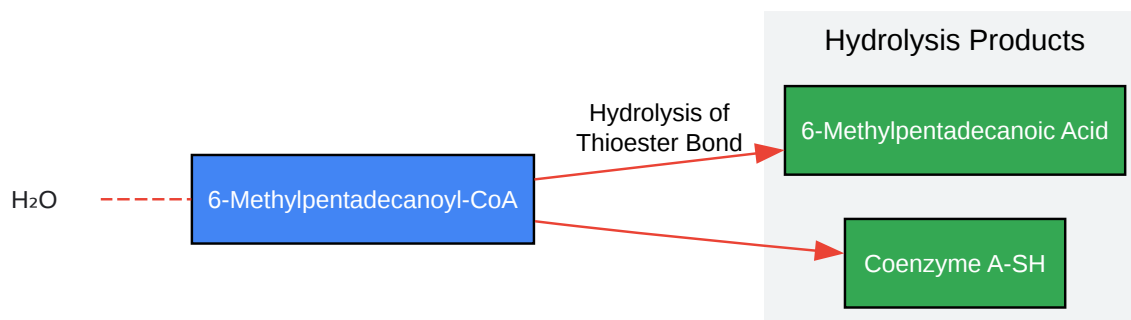 Hydrolysis Products
Hydrolysis of
Thioester Bond
6-Methylpentadecanoic Acid
H₂O
6-Methylpentadecanoyl-CoA
Coenzyme A-SH